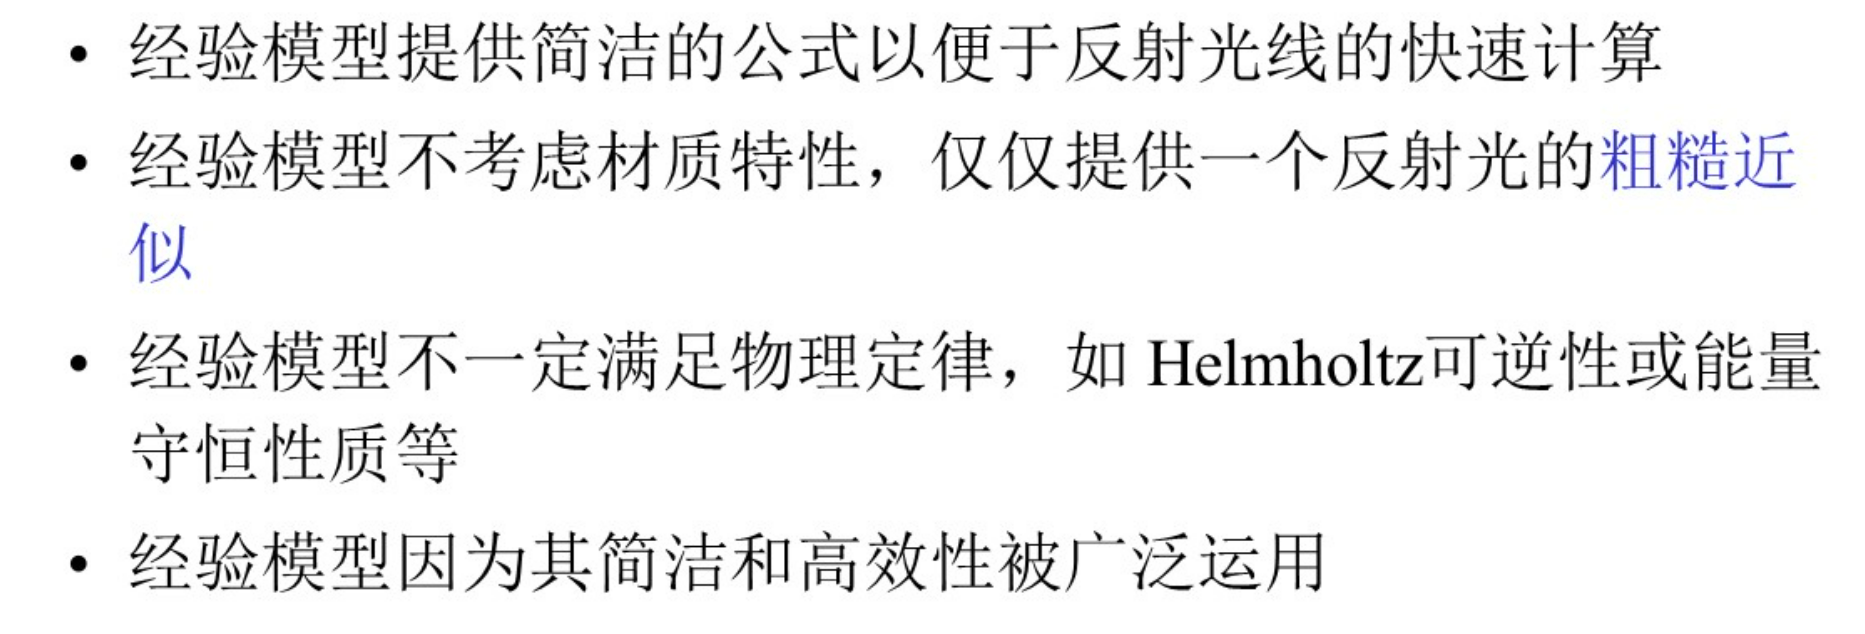 • 经验模型提供简洁的公式以便于反射光线的快速计算
• 经验模型不考虑材质特性，仅仅提供一个反射光的粗糙近
似
• 经验模型不一定满足物理定律，如 Helmholtz可逆性或能量
守恒性质等
• 经验模型因为其简洁和高效性被广泛运用